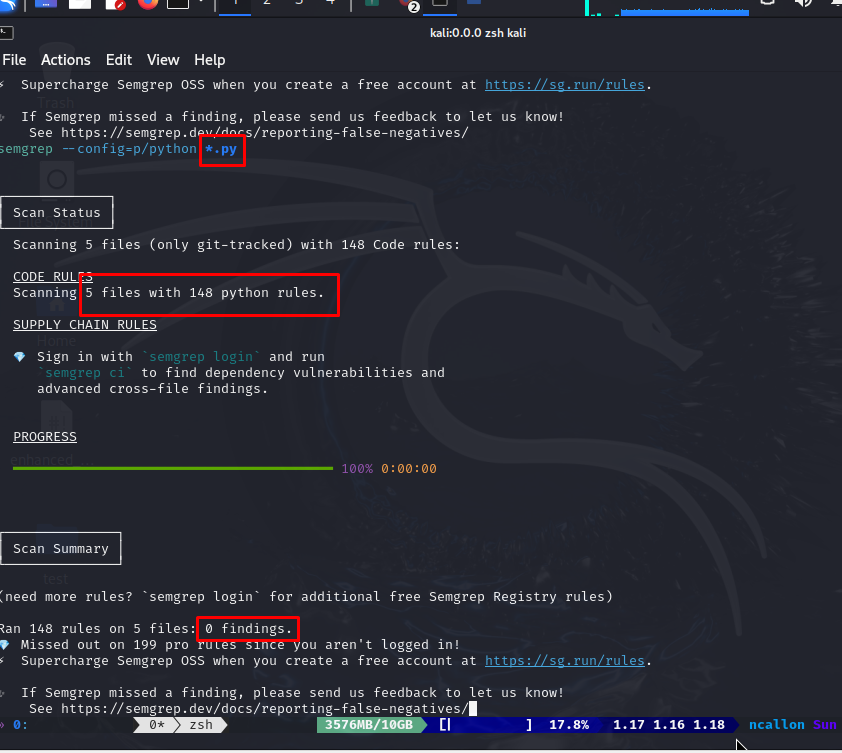 1 2 3 4
2
kali:0.0.0 zsh kali
File Actions Edit View Help
Supercharge Semgrep OSS when you create a free account at https://sg.run/rules.
Trash
If Semgrep missed a finding, please send us feedback to let us know!
See https://semgrep.dev/docs/reporting-false-negatives/
semgrep --config=p/python *.py
Scan Status
File System
Scanning 5 files (only git-tracked) with 148 Code rules:
CODE RULES
Scanning 5 files with 148 python rules.
SUPPLY CHAIN RULES
Home
Sign in with `semgrep login` and run
`semgrep ci` to find dependency vulnerabilities and
advanced cross-file findings.
PROGRESS
enhanced
100% 0:00:00
Scan Summary
test
(need more rules? `semgrep login` for additional free Semgrep Registry rules)
Ran 148 rules on 5 files: 0 findings.
Missed out on 199 pro rules since you aren't logged in!
Supercharge Semgrep OSS when you create a free account at https://sg.run/rules.
If Semgrep missed a finding, please send us feedback to let us know!
See https://semgrep.dev/docs/reporting-false-negatives/
0: 0* zsh 3576MB/10GB [| ] 17.8% 1.17 1.16 1.18 ncallon Sun